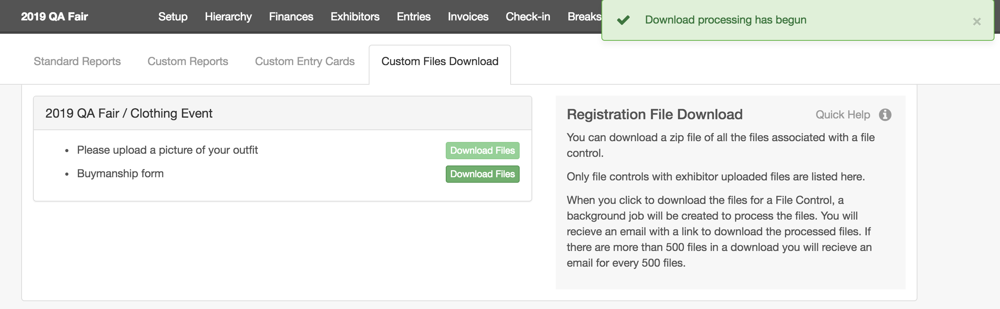 2019 QA Fair Setup Hierarchy Finances Exhibitors Entries Invoices Check-in Breaks
Download processing has begun ×
Standard Reports Custom Reports Custom Entry Cards Custom Files Download
2019 QA Fair / Clothing Event
• Please upload a picture of your outfit Download Files
• Buymanship form Download Files
Registration File Download Quick Help
You can download a zip file of all the files associated with a file
control.
Only file controls with exhibitor uploaded files are listed here.
When you click to download the files for a File Control, a
background job will be created to process the files. You will
recieve an email with a link to download the processed files. If
there are more than 500 files in a download you will recieve an
email for every 500 files.